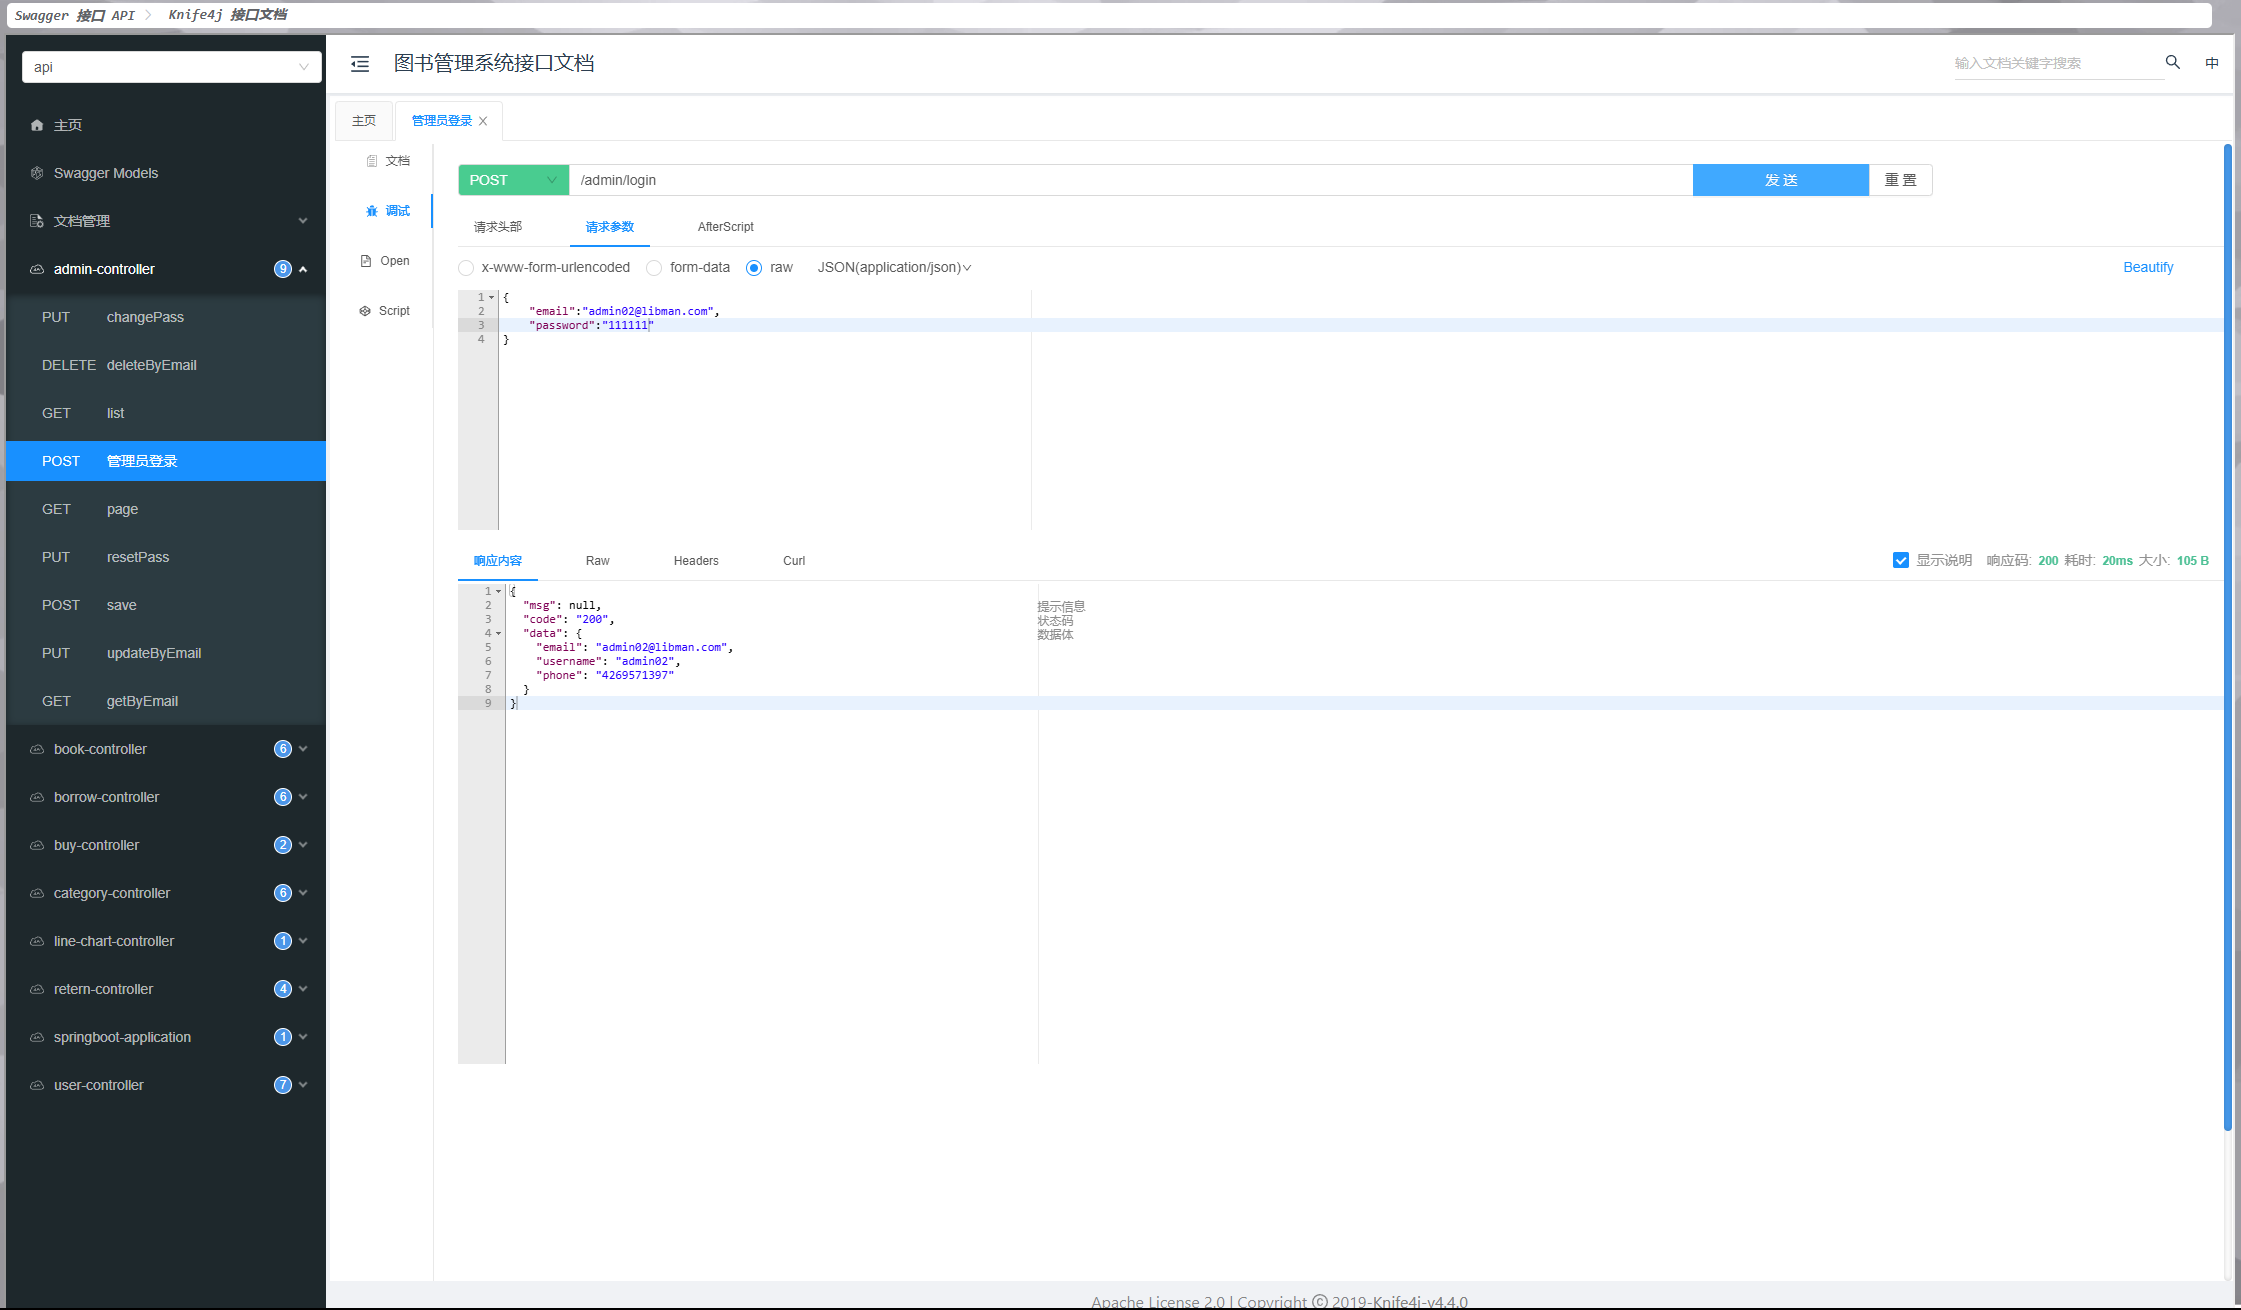 Swagger 接口 API
Knife4j 接口文档
api
图书管理系统接口文档
输入文档关键字搜索
中
主页
Swagger Models
文档管理
admin-controller 9
PUT changePass
DELETE deleteByEmail
GET list
POST 管理员登录
GET page
PUT resetPass
POST save
PUT updateByEmail
GET getByEmail
book-controller 6
borrow-controller 6
buy-controller 2
category-controller 6
line-chart-controller 1
retern-controller 4
springboot-application 1
user-controller 7
主页
管理员登录
文档
调试
Open
Script
POST /admin/login 发 送 重 置
请求头部 请求参数 AfterScript
x-www-form-urlencoded form-data raw JSON(application/json) Beautify
1 {
2 "email":"admin02@libman.com",
3 "password":"111111"
4 }
响应内容 Raw Headers Curl 显示说明 响应码: 200 耗时: 20ms 大小: 105 B
1 {
2 "msg": null, 提示信息
3 "code": "200", 状态码
4 "data": { 数据体
5 "email": "admin02@libman.com",
6 "username": "admin02",
7 "phone": "4269571397"
8 }
9 }
Apache License 2.0 | Copyright © 2019-Knife4j-v4.4.0